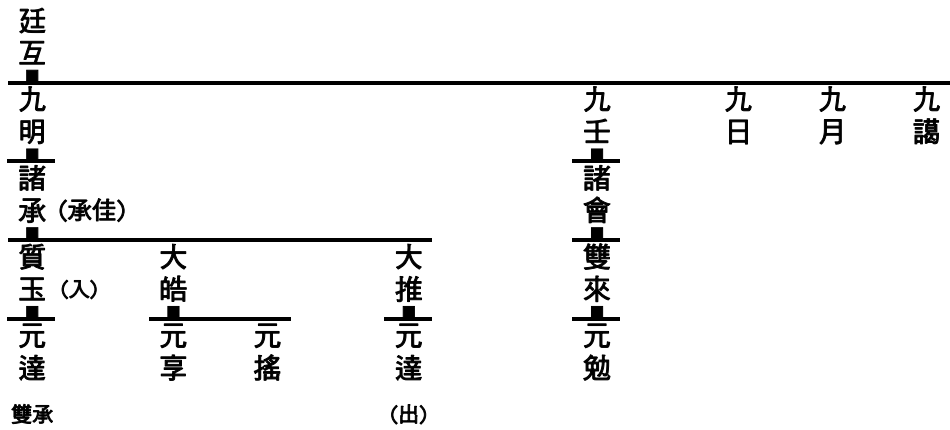 廷互
九明 九壬 九日 九月 九譪
諸承（承佳） 諸會
質玉（入） 大皓 大推 雙來
元達 元享 元搖 元達 元勉
雙承 （出）